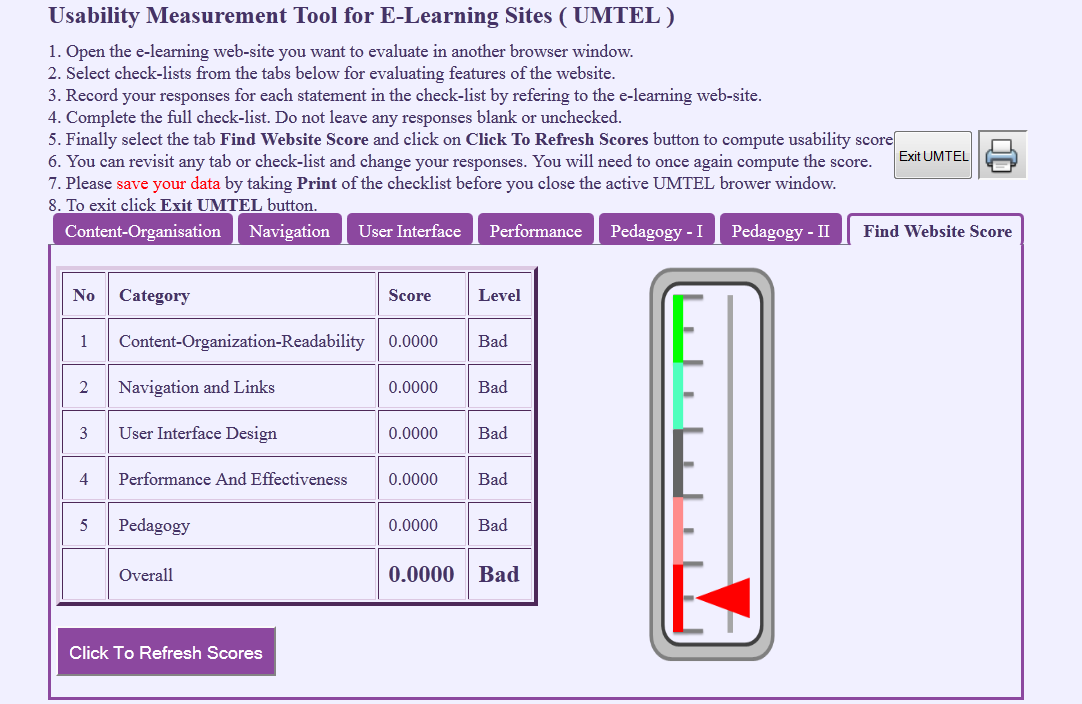 Usability Measurement Tool for E-Learning Sites ( UMTEL )
1. Open the e-learning web-site you want to evaluate in another browser window.
2. Select check-lists from the tabs below for evaluating features of the website.
3. Record your responses for each statement in the check-list by refering to the e-learning web-site.
4. Complete the full check-list. Do not leave any responses blank or unchecked.
5. Finally select the tab Find Website Score and click on Click To Refresh Scores button to compute usability score
6. You can revisit any tab or check-list and change your responses. You will need to once again compute the score.
7. Please save your data by taking Print of the checklist before you close the active UMTEL brower window.
8. To exit click Exit UMTEL button.
Exit UMTEL
Content-Organisation Navigation User Interface Performance Pedagogy - I Pedagogy - II Find Website Score
No Category Score Level
1 Content-Organization-Readability 0.0000 Bad
2 Navigation and Links 0.0000 Bad
3 User Interface Design 0.0000 Bad
4 Performance And Effectiveness 0.0000 Bad
5 Pedagogy 0.0000 Bad
Overall 0.0000 Bad
Click To Refresh Scores